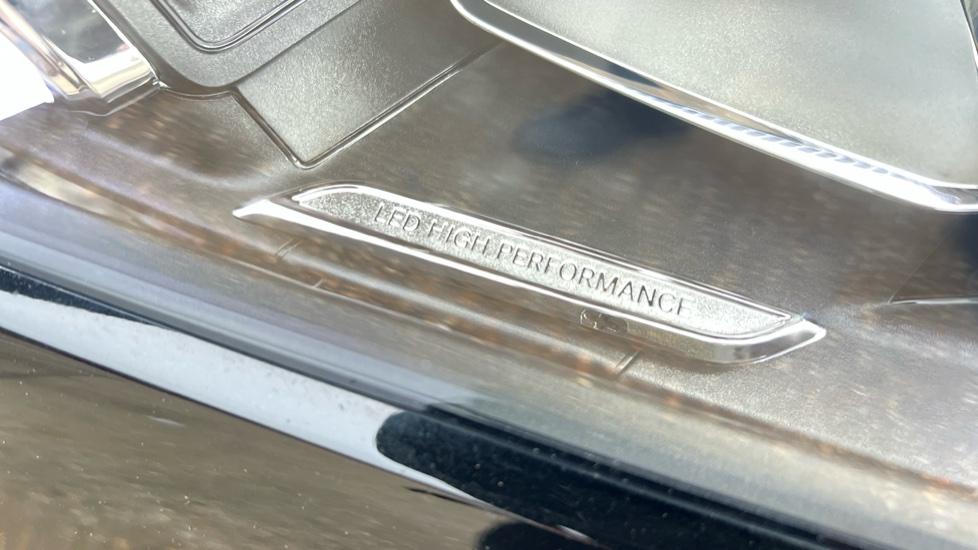 LED HIGH PERFORMANCE